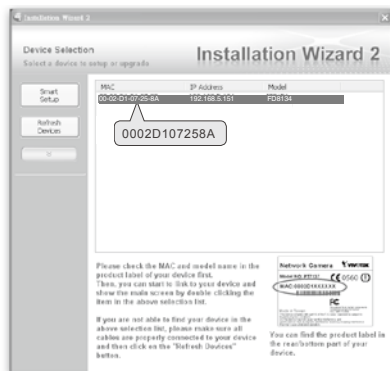 Installation Wizard 2
Device Selection
Select a device to setup or upgrade
Installation Wizard 2
Smart
Setup
Refresh
Devices
MAC IP Address Model
00-02-D1-07-25-8A 192.168.5.151 FD8134
0002D107258A
Please check the MAC and model name in the
product label of your device first.
Then, you can start to link to your device and
show the main screen by double clicking the
item in the above selection list.
If you are not able to find your device in the
above selection list, please make sure all
cables are properly connected to your device
and then click on the "Refresh Devices"
button.
Network Camera VIVOTEK
0560
FC
You can find the product label in
the rear/bottom part of your
device.